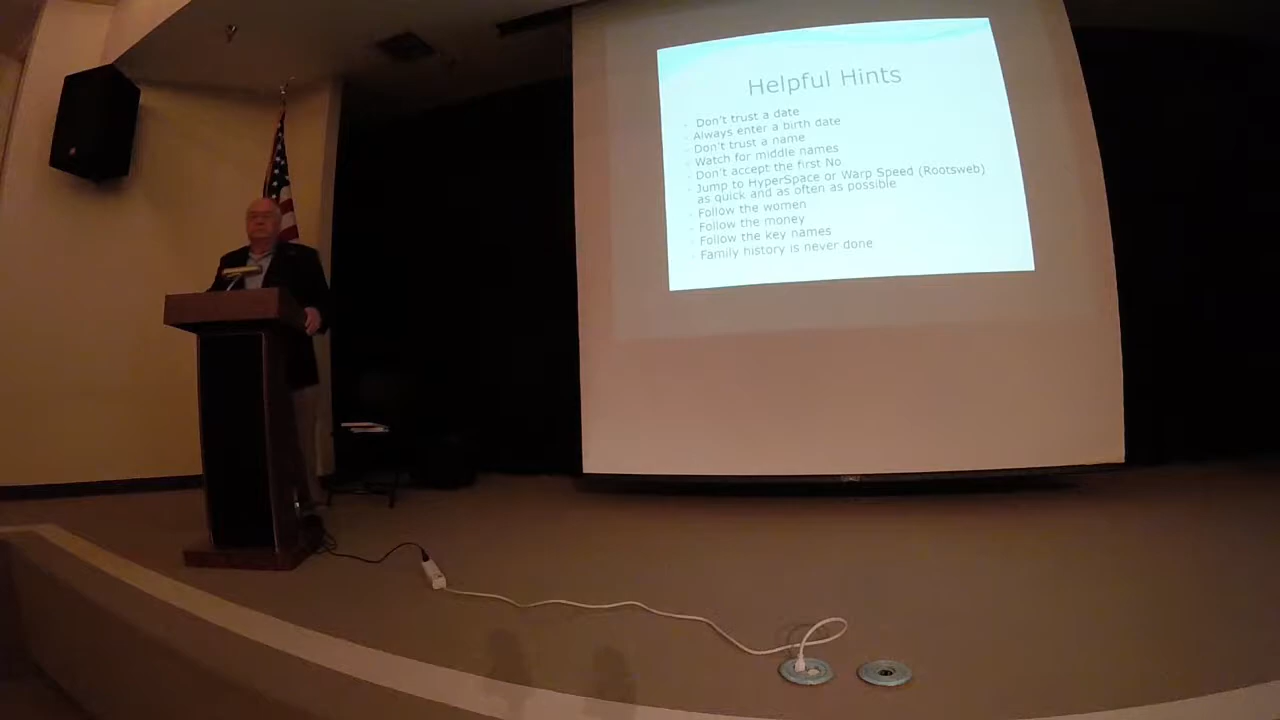 Helpful Hints
Don't trust a date
Always enter a birth date
Don't trust a name
Watch for middle names
Don't accept the first No
Jump to HyperSpace or Warp Speed (Rootsweb)
as quick and as often as possible
Follow the women
Follow the money
Follow the key names
Family history is never done